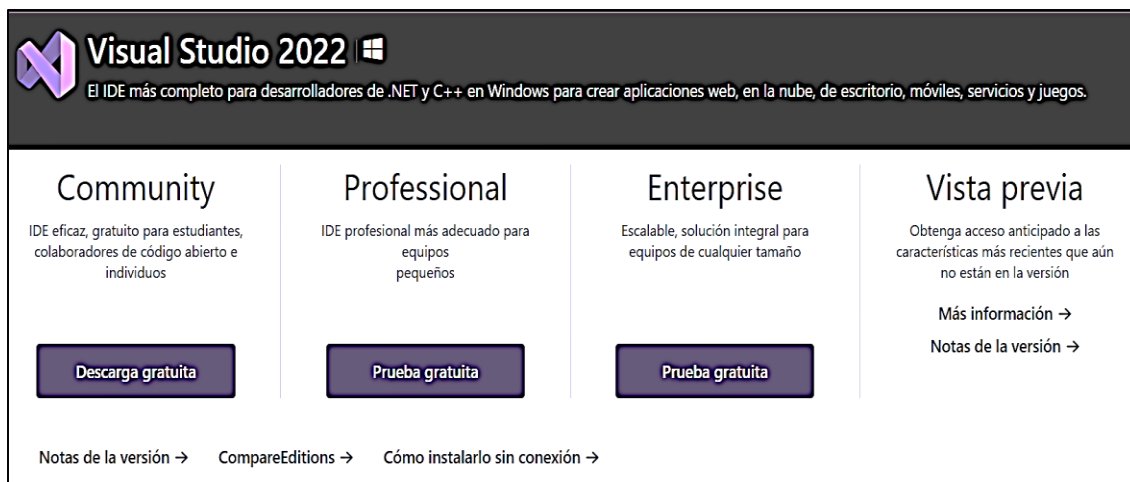 Visual Studio 2022
El IDE más completo para desarrolladores de .NET y C++ en Windows para crear aplicaciones web, en la nube, de escritorio, móviles, servicios y juegos.
Community
IDE eficaz, gratuito para estudiantes,
colaboradores de código abierto e
individuos
Descarga gratuita
Professional
IDE profesional más adecuado para
equipos
pequeños
Prueba gratuita
Enterprise
Escalable, solución integral para
equipos de cualquier tamaño
Prueba gratuita
Vista previa
Obtenga acceso anticipado a las
características más recientes que aún
no están en la versión
Más información →
Notas de la versión →
Notas de la versión → CompareEditions → Cómo instalarlo sin conexión →